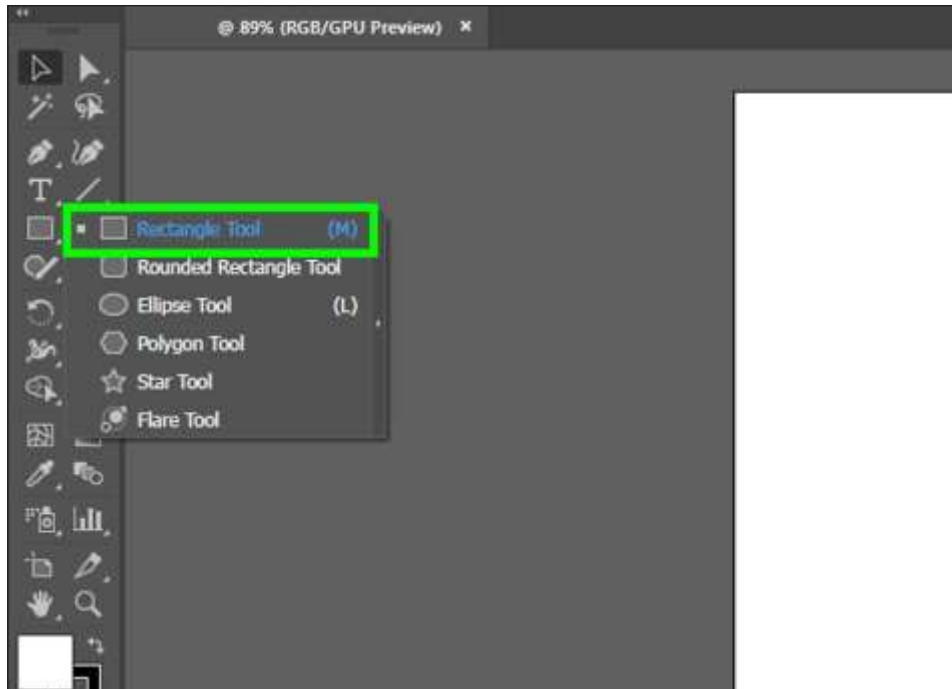 @ 89% (RGB/GPU Preview) ×
Rectangle Tool (M)
Rounded Rectangle Tool
Ellipse Tool (L)
Polygon Tool
Star Tool
Flare Tool